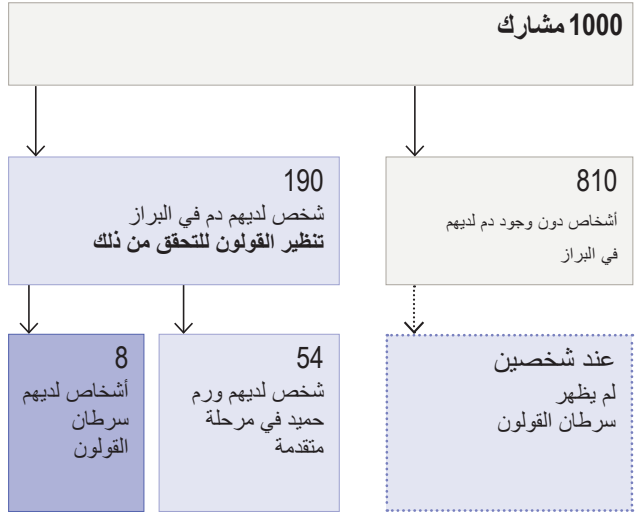 1000 مشارك
190
شخص لديهم دم في البراز
تنظير القولون للتحقق من ذلك
810
أشخاص دون وجود دم لديهم
في البراز
8
أشخاص لديهم
سرطان
القولون
54
شخص لديهم ورم
حميد في مرحلة
متقدمة
عند شخصين
لم يظهر
سرطان القولون